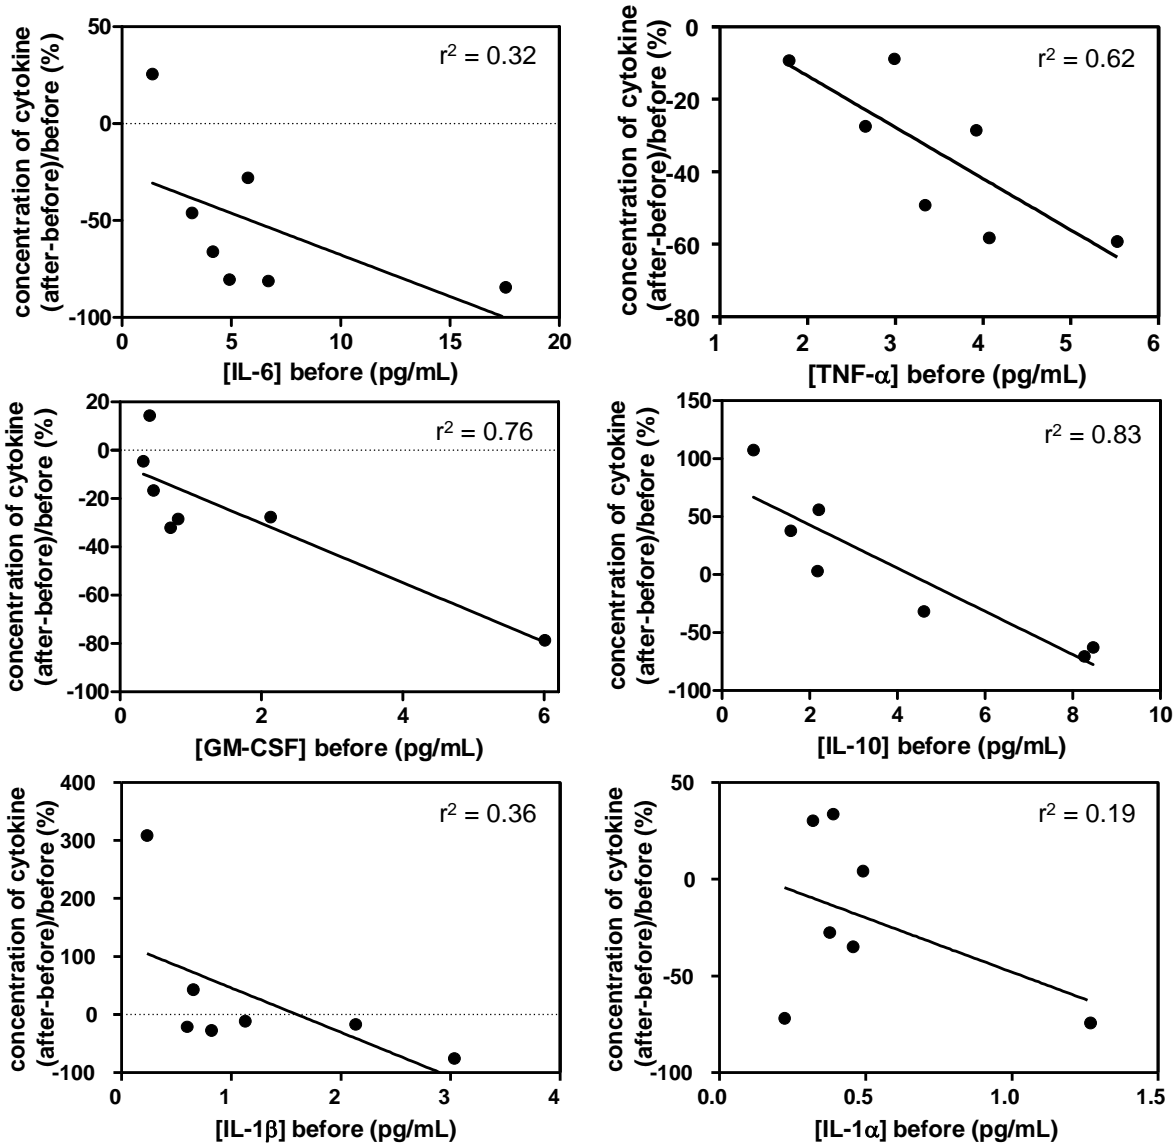 concentration of cytokine
(after-before)/before (%)
50
0
-50
-100
r² = 0.32
0
5
10
15
20
[IL-6] before (pg/mL)
concentration of cytokine
(after-before)/before (%)
0
-20
-40
-60
-80
r² = 0.62
1
2
3
4
5
6
[TNF-α] before (pg/mL)
concentration of cytokine
(after-before)/before (%)
20
0
-20
-40
-60
-80
-100
r² = 0.76
0
2
4
6
[GM-CSF] before (pg/mL)
concentration of cytokine
(after-before)/before (%)
150
100
50
0
-50
-100
r² = 0.83
0
2
4
6
8
10
[IL-10] before (pg/mL)
concentration of cytokine
(after-before)/before (%)
400
300
200
100
0
-100
r² = 0.36
0
1
2
3
4
[IL-1β] before (pg/mL)
concentration of cytokine
(after-before)/before (%)
50
0
-50
-100
r² = 0.19
0.0
0.5
1.0
1.5
[IL-1α] before (pg/mL)